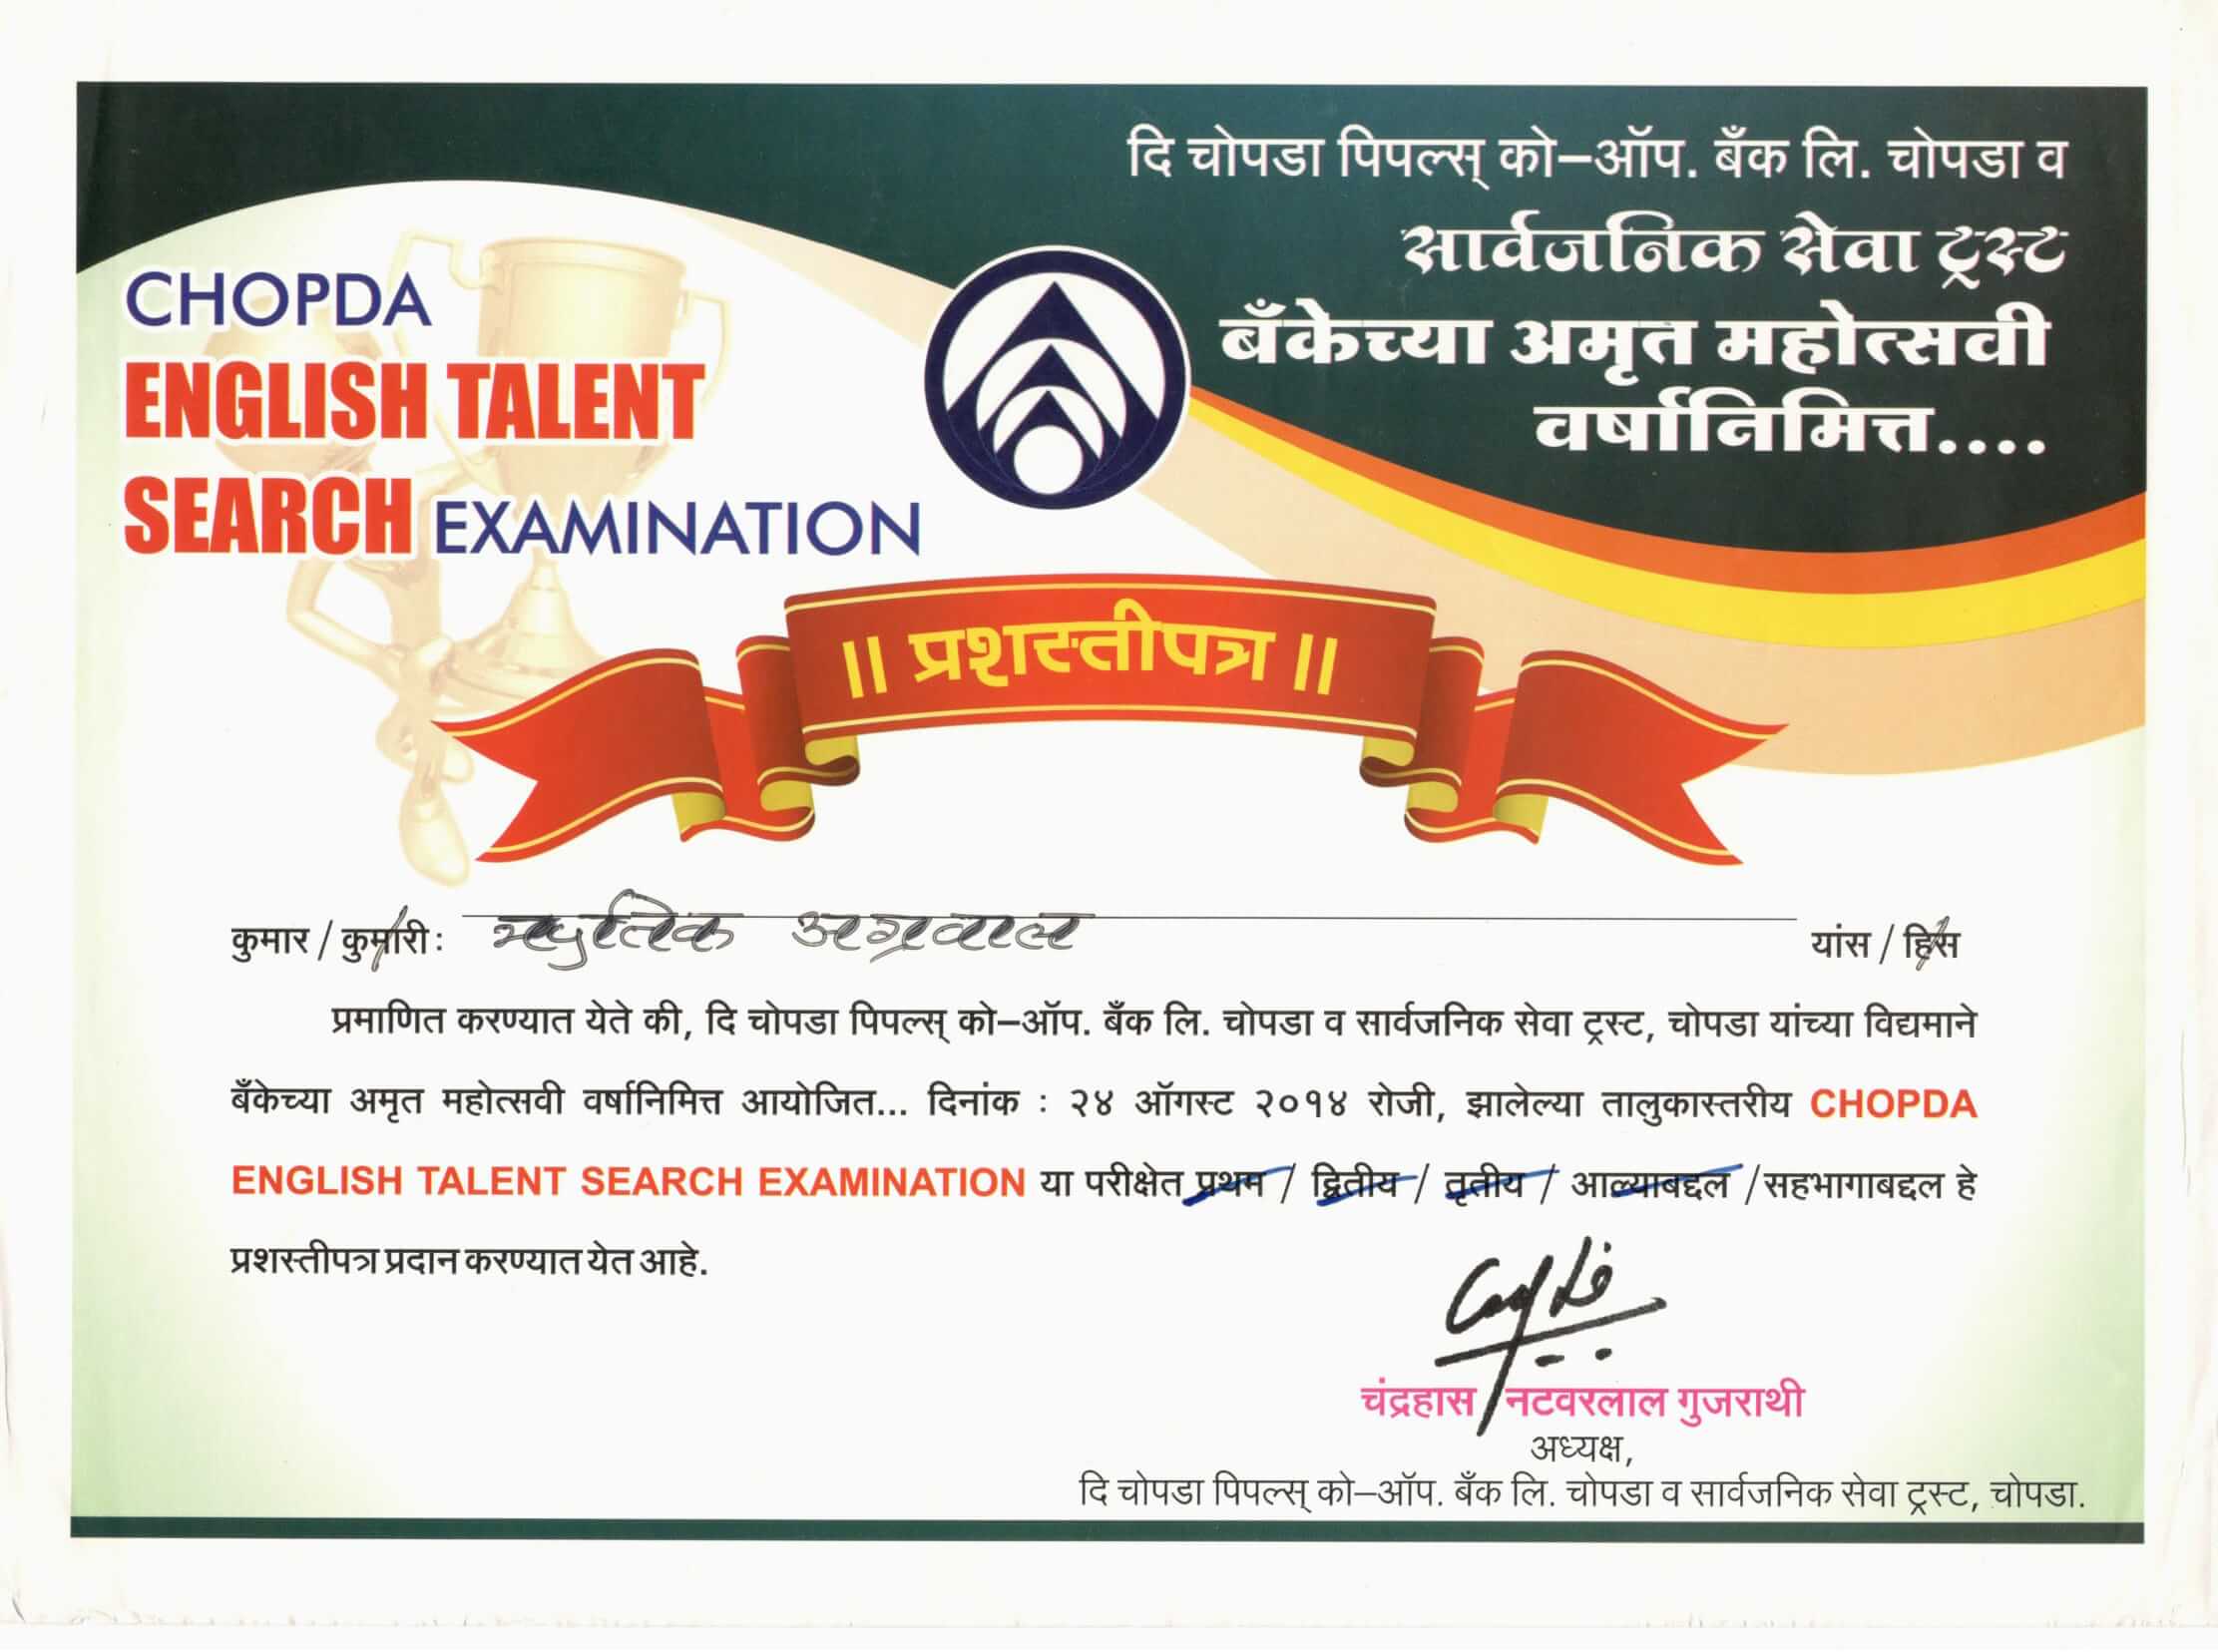 दि चोपडा पिपल्स् को–ऑप. बँक लि. चोपडा व
सार्वजनिक सेवा ट्रस्ट
बँकेच्या अमृत महोत्सवी
वर्षानिमित्त....
CHOPDA
ENGLISH TALENT
SEARCH EXAMINATION
|| प्रशस्तीपत्र ||
कुमार / कुमारी: अग्रवाल यांस / हिस
प्रमाणित करण्यात येते की, दि चोपडा पिपल्स् को–ऑप. बँक लि. चोपडा व सार्वजनिक सेवा ट्रस्ट, चोपडा यांच्या विद्यमाने
बँकेच्या अमृत महोत्सवी वर्षानिमित्त आयोजित... दिनांक : २४ ऑगस्ट २०१४ रोजी, झालेल्या तालुकास्तरीय CHOPDA
ENGLISH TALENT SEARCH EXAMINATION या परीक्षेत प्रथम / द्वितीय / तृतीय / आल्याबद्दल /सहभागाबद्दल हे
प्रशस्तीपत्र प्रदान करण्यात येत आहे.
चंद्रहास नटवरलाल गुजराथी
अध्यक्ष,
दि चोपडा पिपल्स् को–ऑप. बँक लि. चोपडा व सार्वजनिक सेवा ट्रस्ट, चोपडा.